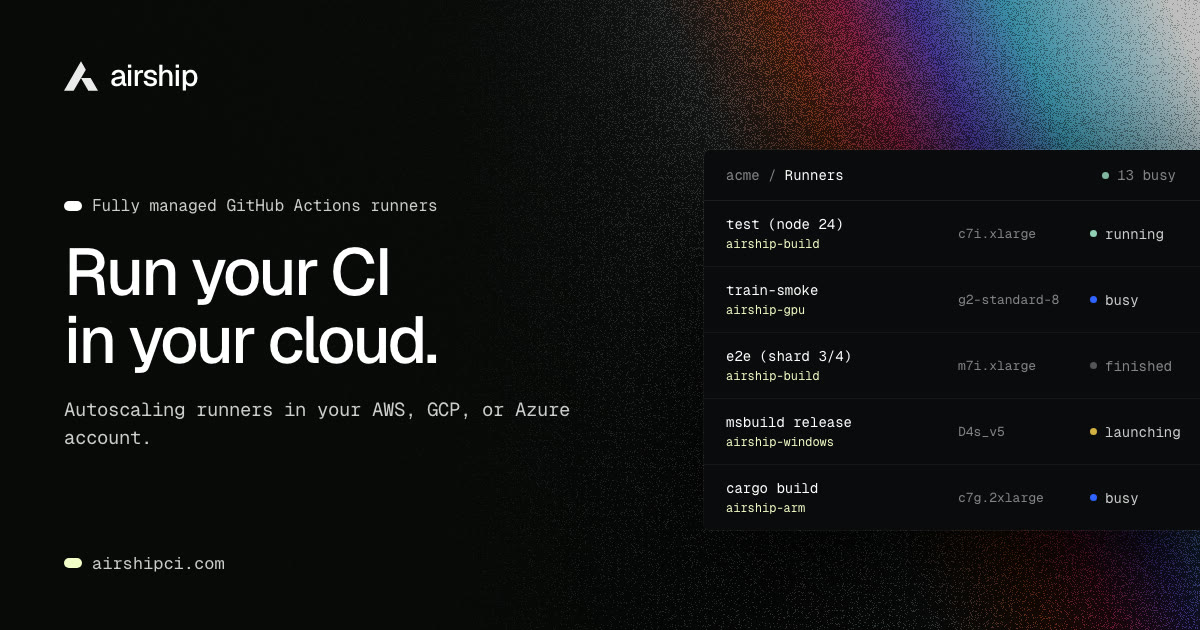 airship
Fully managed GitHub Actions runners
Run your CI
in your cloud.
Autoscaling runners in your AWS, GCP, or Azure
account.
airshipci.com
acme / Runners
13 busy
test (node 24)
airship-build
c7i.xlarge
running
train-smoke
airship-gpu
g2-standard-8
busy
e2e (shard 3/4)
airship-build
m7i.xlarge
finished
msbuild release
airship-windows
D4s_v5
launching
cargo build
airship-arm
c7g.2xlarge
busy